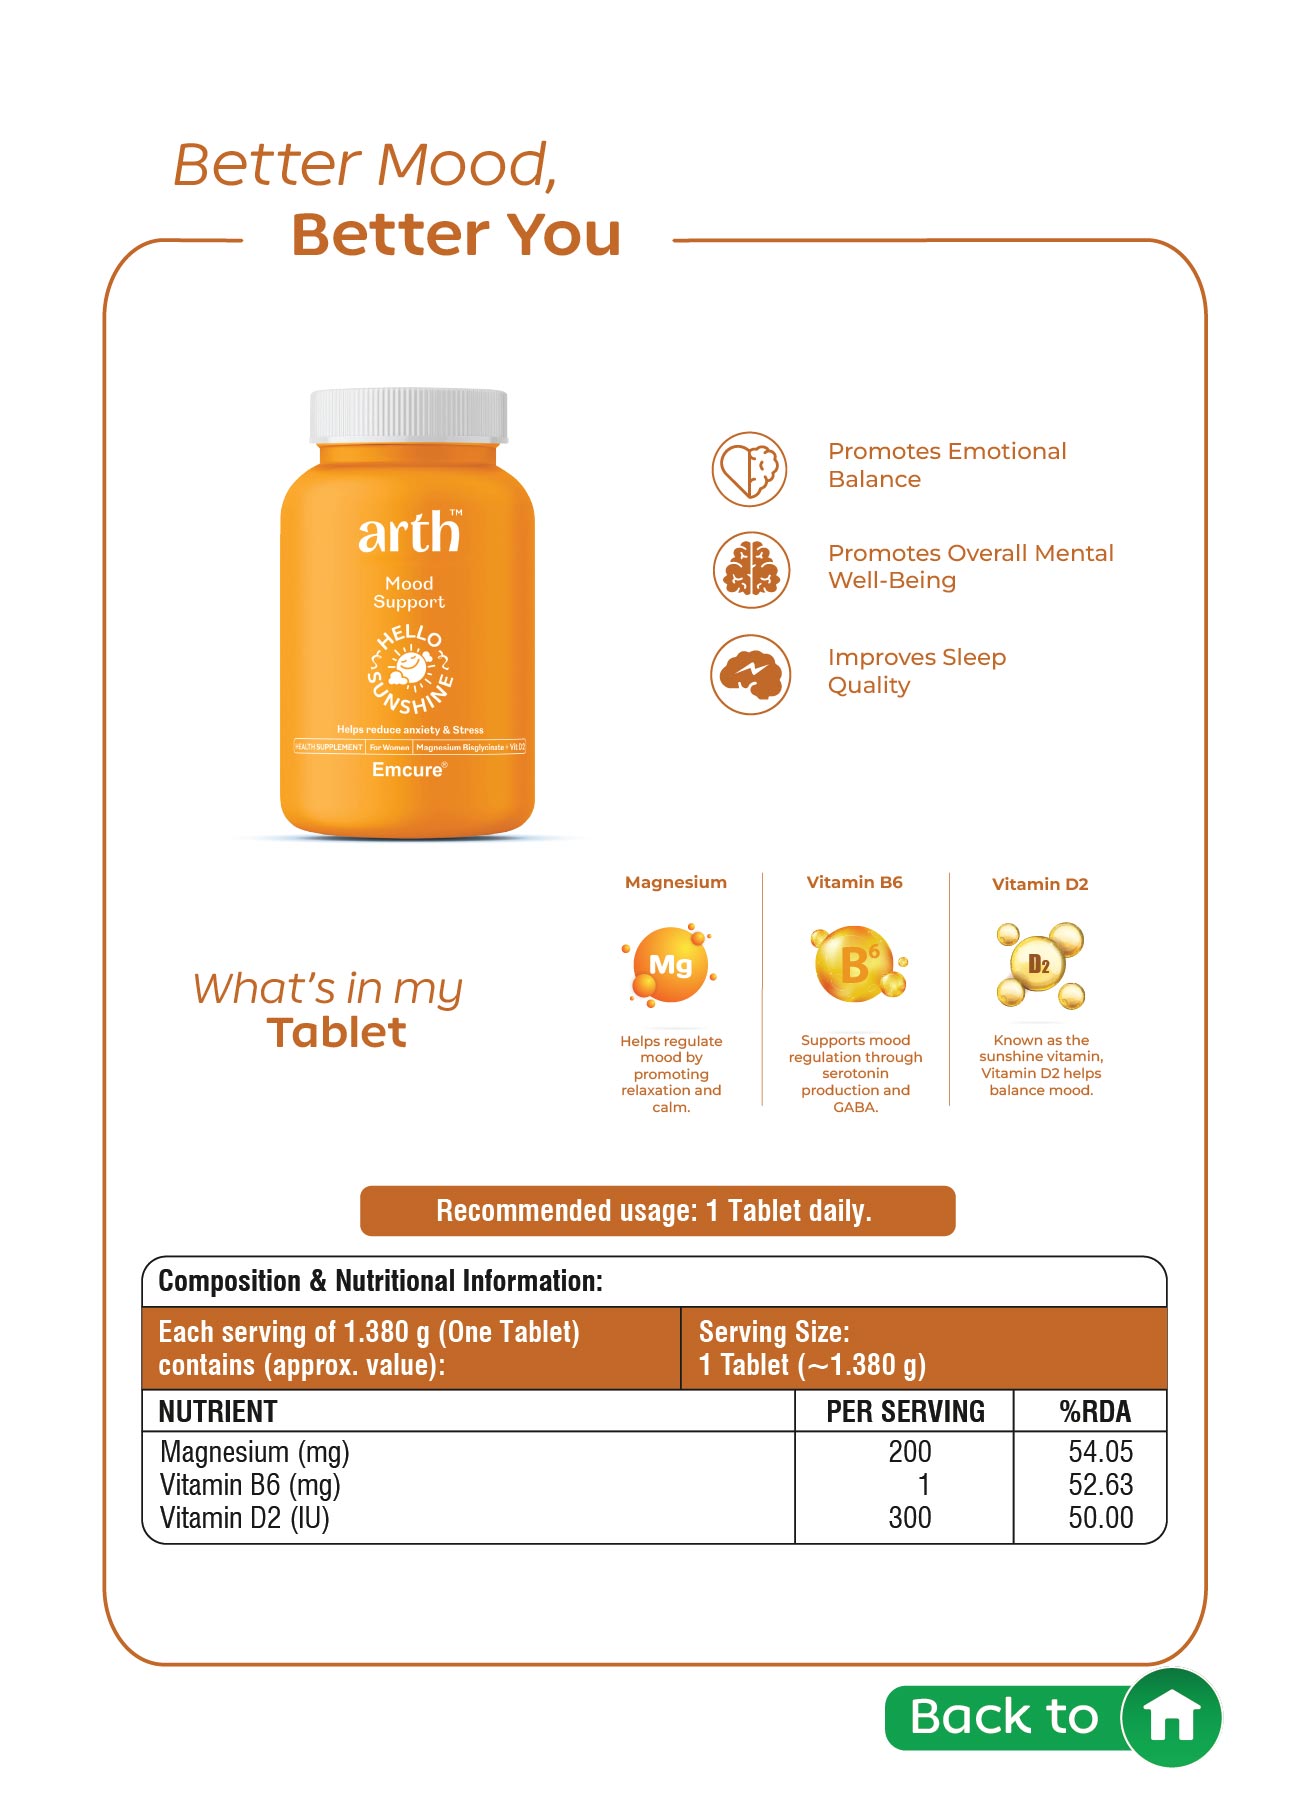 Better Mood,
Better You
arth™
Mood
Support
HELLO
SUNSHINE
Helps reduce anxiety & Stress
HEALTH SUPPLEMENT | For Women | Magnesium Bisglycinate + Vit D2
Emcure®
Promotes Emotional
Balance
Promotes Overall Mental
Well-Being
Improves Sleep
Quality
What's in my
Tablet
Magnesium
Mg
Helps regulate
mood by
promoting
relaxation and
calm.
Vitamin B6
B6
Supports mood
regulation through
serotonin
production and
GABA.
Vitamin D2
D2
Known as the
sunshine vitamin,
Vitamin D2 helps
balance mood.
Recommended usage: 1 Tablet daily.
Composition & Nutritional Information:
Each serving of 1.380 g (One Tablet)
contains (approx. value):
Serving Size:
1 Tablet (~1.380 g)
NUTRIENT PER SERVING %RDA
Magnesium (mg) 200 54.05
Vitamin B6 (mg) 1 52.63
Vitamin D2 (IU) 300 50.00
Back to